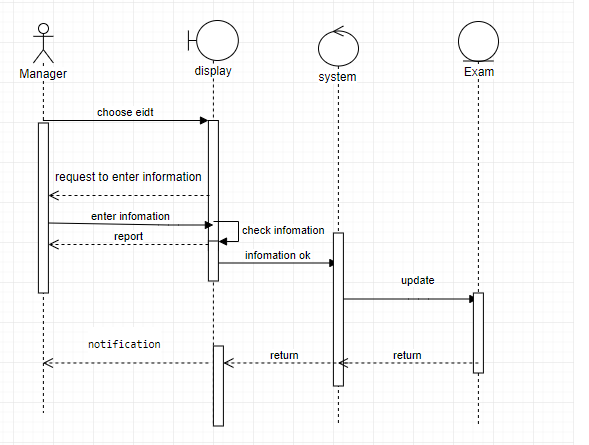 Manager
display
system
Exam
choose eidt
request to enter information
enter infomation
check infomation
report
infomation ok
update
notification
return
return